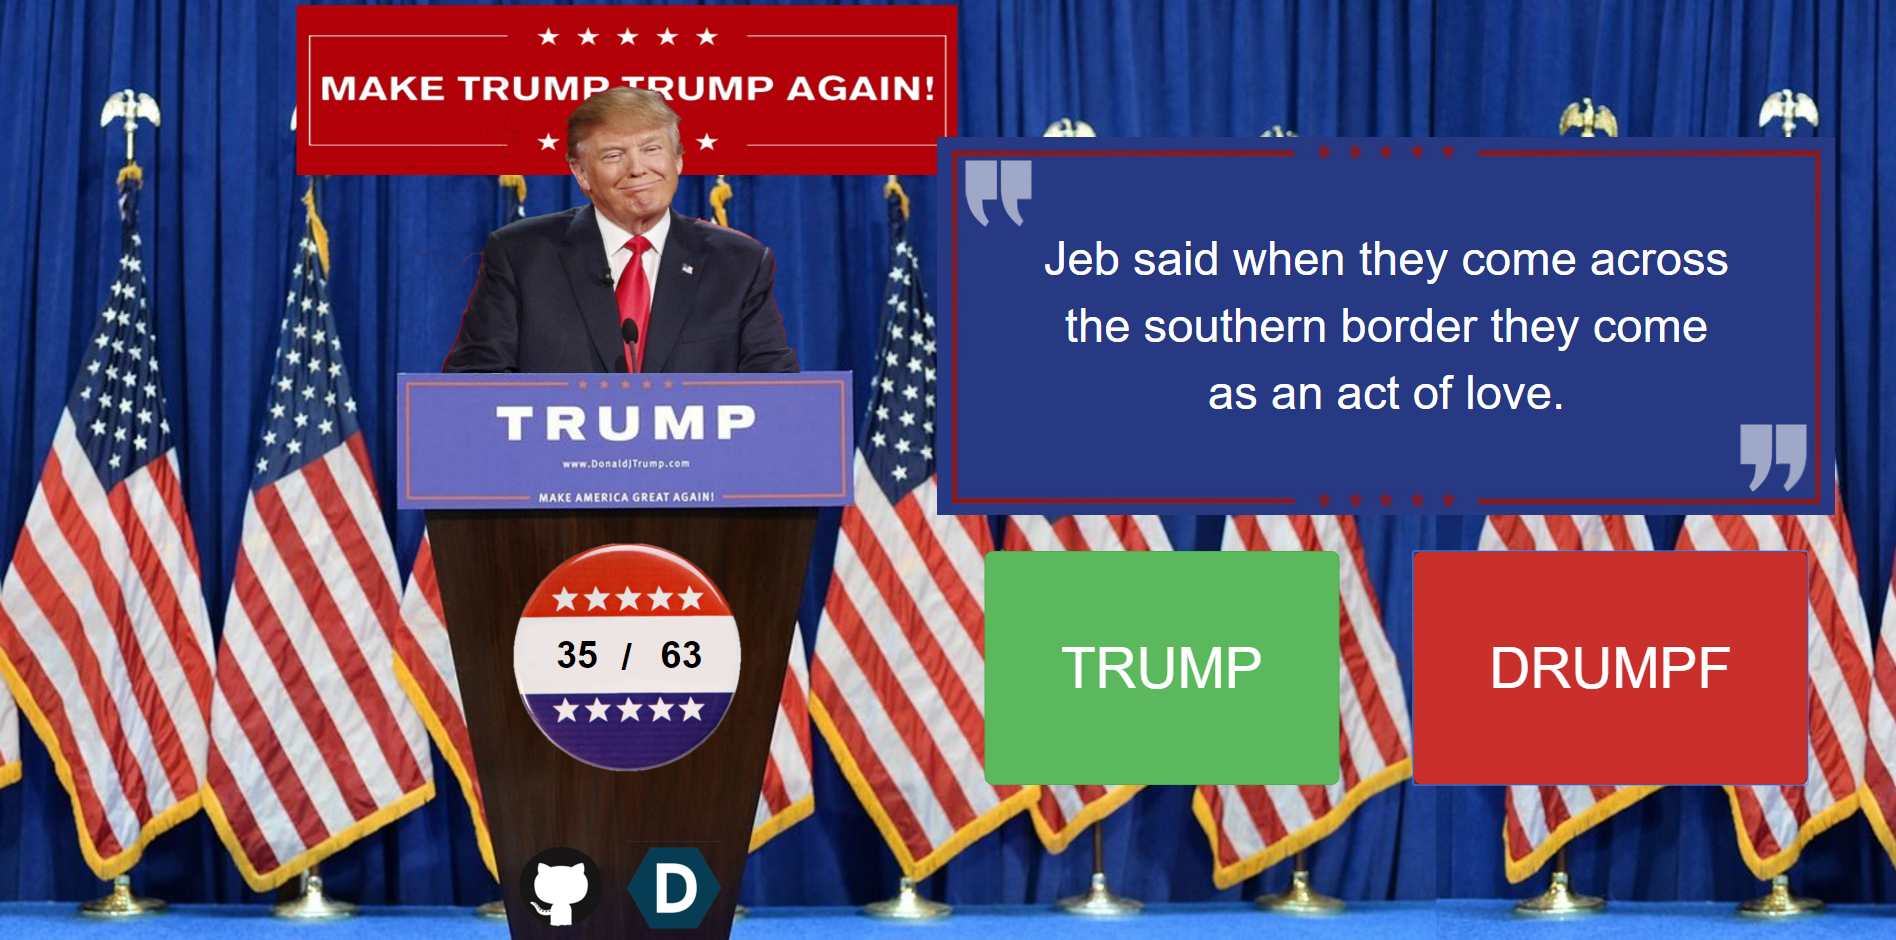 MAKE TRUMP TRUMP AGAIN!
TRUMP
www.DonaldJTrump.com
MAKE AMERICA GREAT AGAIN!
35 / 63
D
Jeb said when they come across
the southern border they come
as an act of love.
TRUMP
DRUMPF